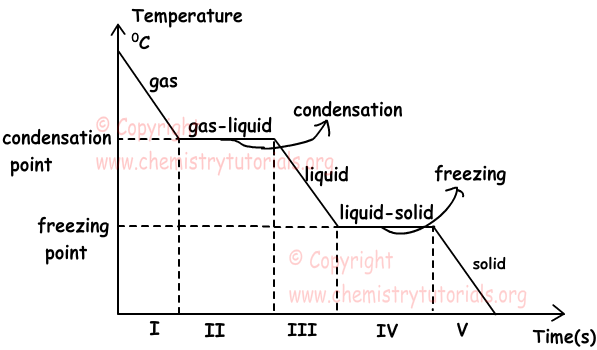 Temperature
⁰C
gas
© Copyright
gas-liquid
condensation
condensation
point
www.chemistrytutorials.org
liquid
freezing
liquid-solid
freezing
point
© Copyright
solid
www.chemistrytutorials.org
I II III IV V
Time(s)